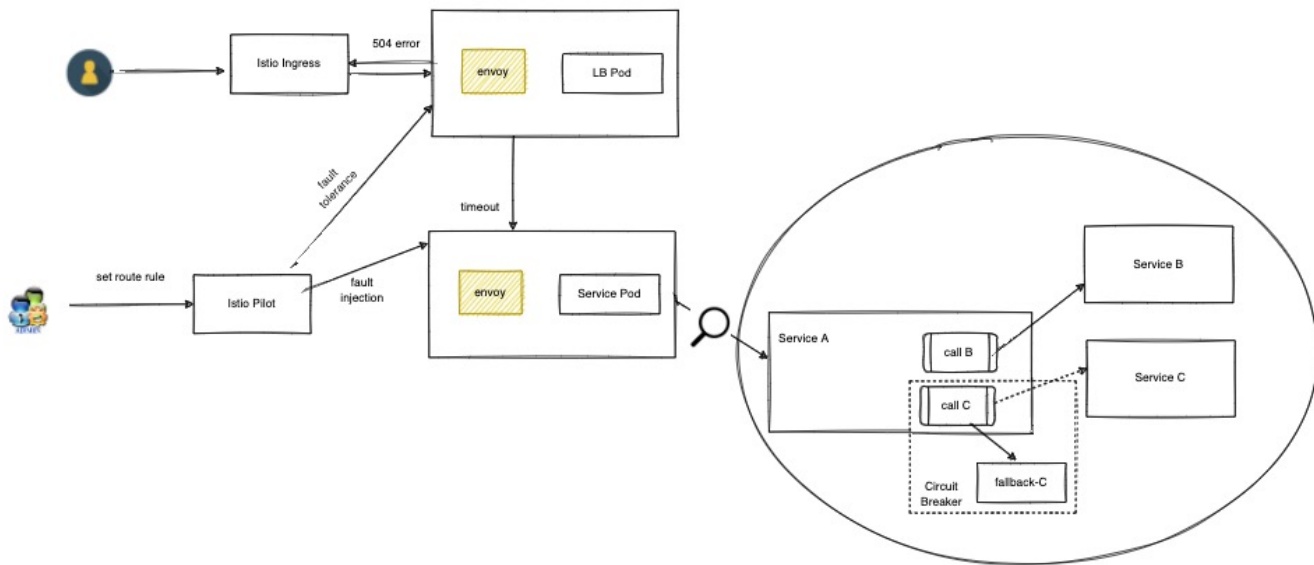 504 error
Istio Ingress
envoy
LB Pod
fault
tolerance
timeout
set route rule
Istio Pilot
fault
injection
envoy
Service Pod
Service A
call B
call C
Service B
Service C
Circuit
Breaker
fallback-C